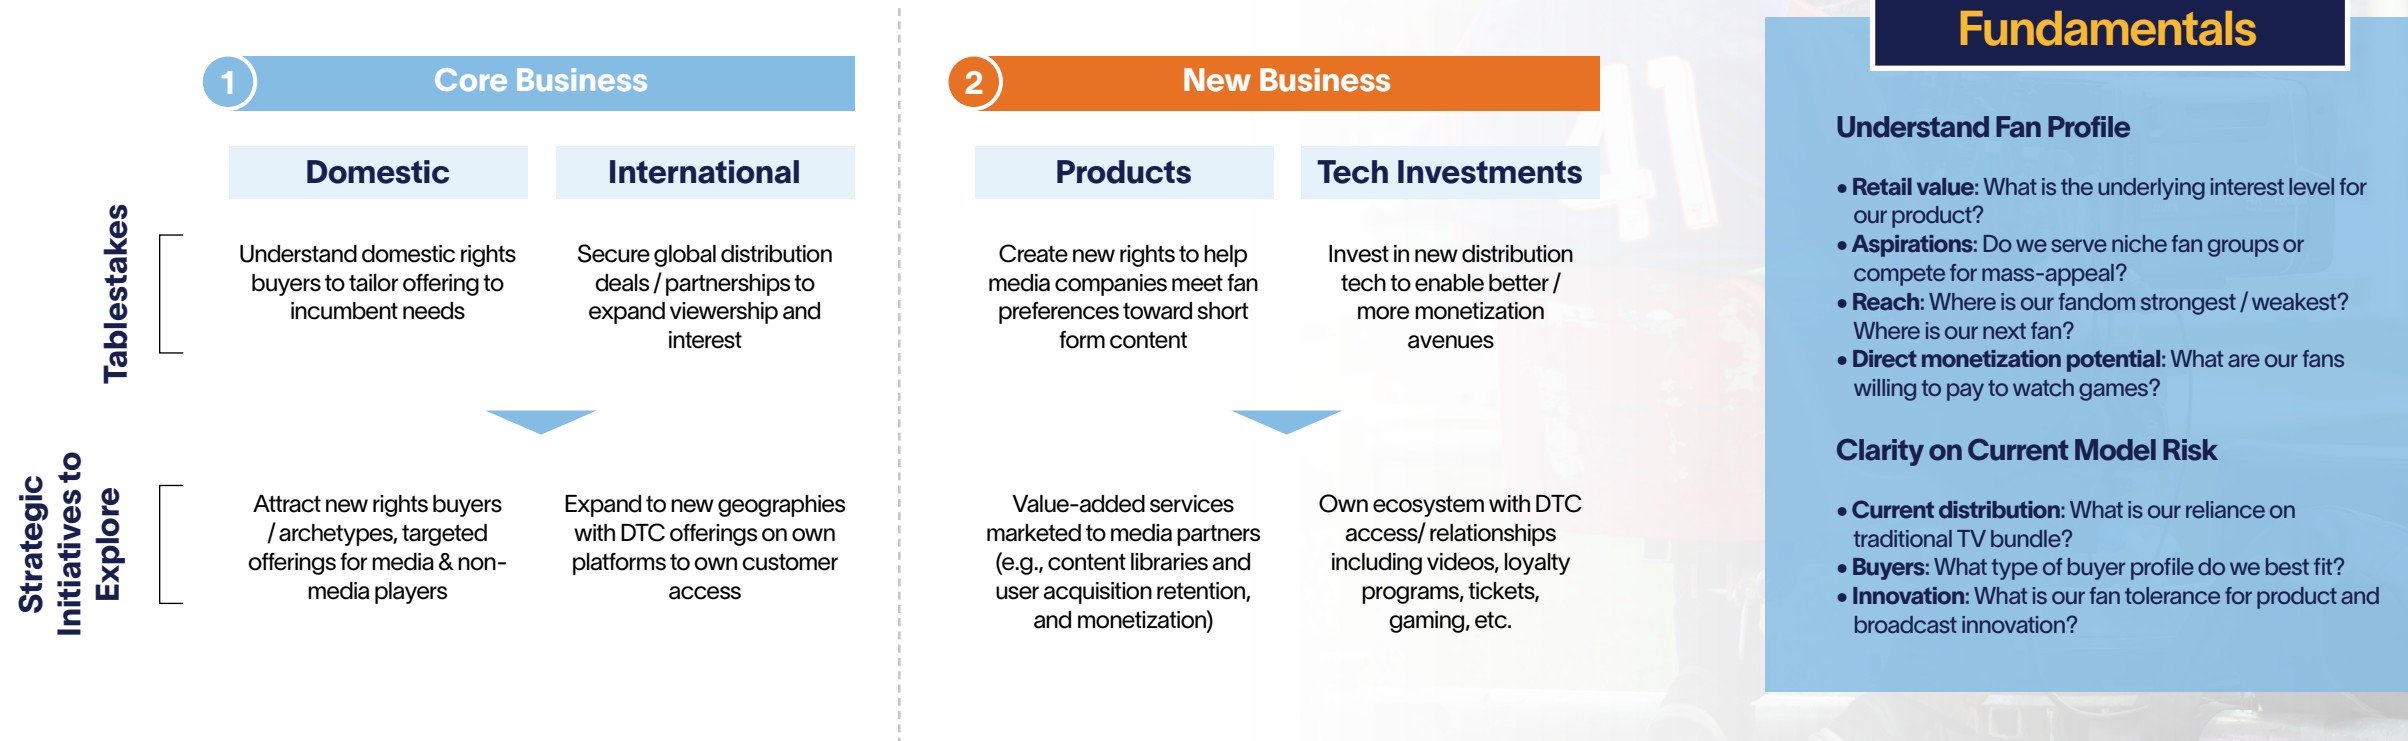 1
Core Business
Domestic
International
Tablestakes
Understand domestic rights
buyers to tailor offering to
incumbent needs
Secure global distribution
deals / partnerships to
expand viewership and
interest
Strategic
Initiatives to
Explore
Attract new rights buyers
/ archetypes, targeted
offerings for media & non-
media players
Expand to new geographies
with DTC offerings on own
platforms to own customer
access
2
New Business
Products
Tech Investments
Create new rights to help
media companies meet fan
preferences toward short
form content
Invest in new distribution
tech to enable better /
more monetization
avenues
Value-added services
marketed to media partners
(e.g., content libraries and
user acquisition retention,
and monetization)
Own ecosystem with DTC
access/ relationships
including videos, loyalty
programs, tickets,
gaming, etc.
41
Fundamentals
Understand Fan Profile
• Retail value: What is the underlying interest level for
our product?
• Aspirations: Do we serve niche fan groups or
compete for mass-appeal?
• Reach: Where is our fandom strongest / weakest?
Where is our next fan?
• Direct monetization potential: What are our fans
willing to pay to watch games?
Clarity on Current Model Risk
• Current distribution: What is our reliance on
traditional TV bundle?
• Buyers: What type of buyer profile do we best fit?
• Innovation: What is our fan tolerance for product and
broadcast innovation?